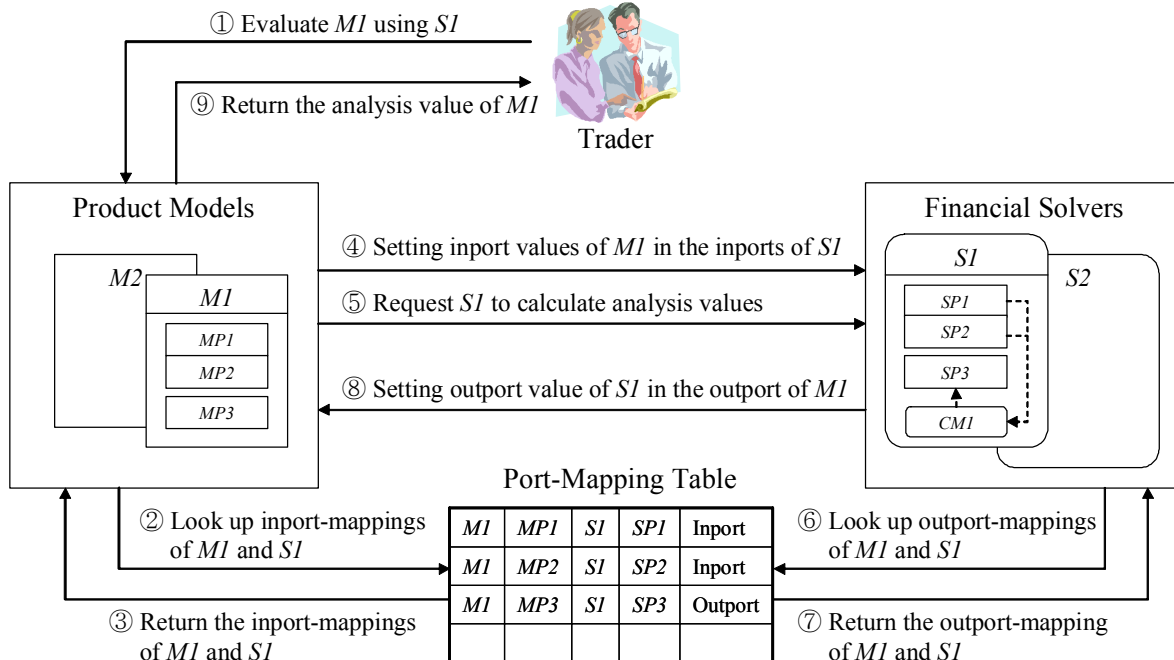 ① Evaluate M1 using S1
⑨ Return the analysis value of M1
Trader
Product Models
M2
M1
MP1
MP2
MP3
④ Setting inport values of M1 in the inports of S1
⑤ Request S1 to calculate analysis values
⑧ Setting outport value of S1 in the outport of M1
Financial Solvers
S1
S2
SP1
SP2
SP3
CM1
Port-Mapping Table
② Look up inport-mappings
of M1 and S1
③ Return the inport-mappings
of M1 and S1
M1 MP1 S1 SP1 Inport
M1 MP2 S1 SP2 Inport
M1 MP3 S1 SP3 Outport
⑥ Look up outport-mappings
of M1 and S1
⑦ Return the outport-mapping
of M1 and S1